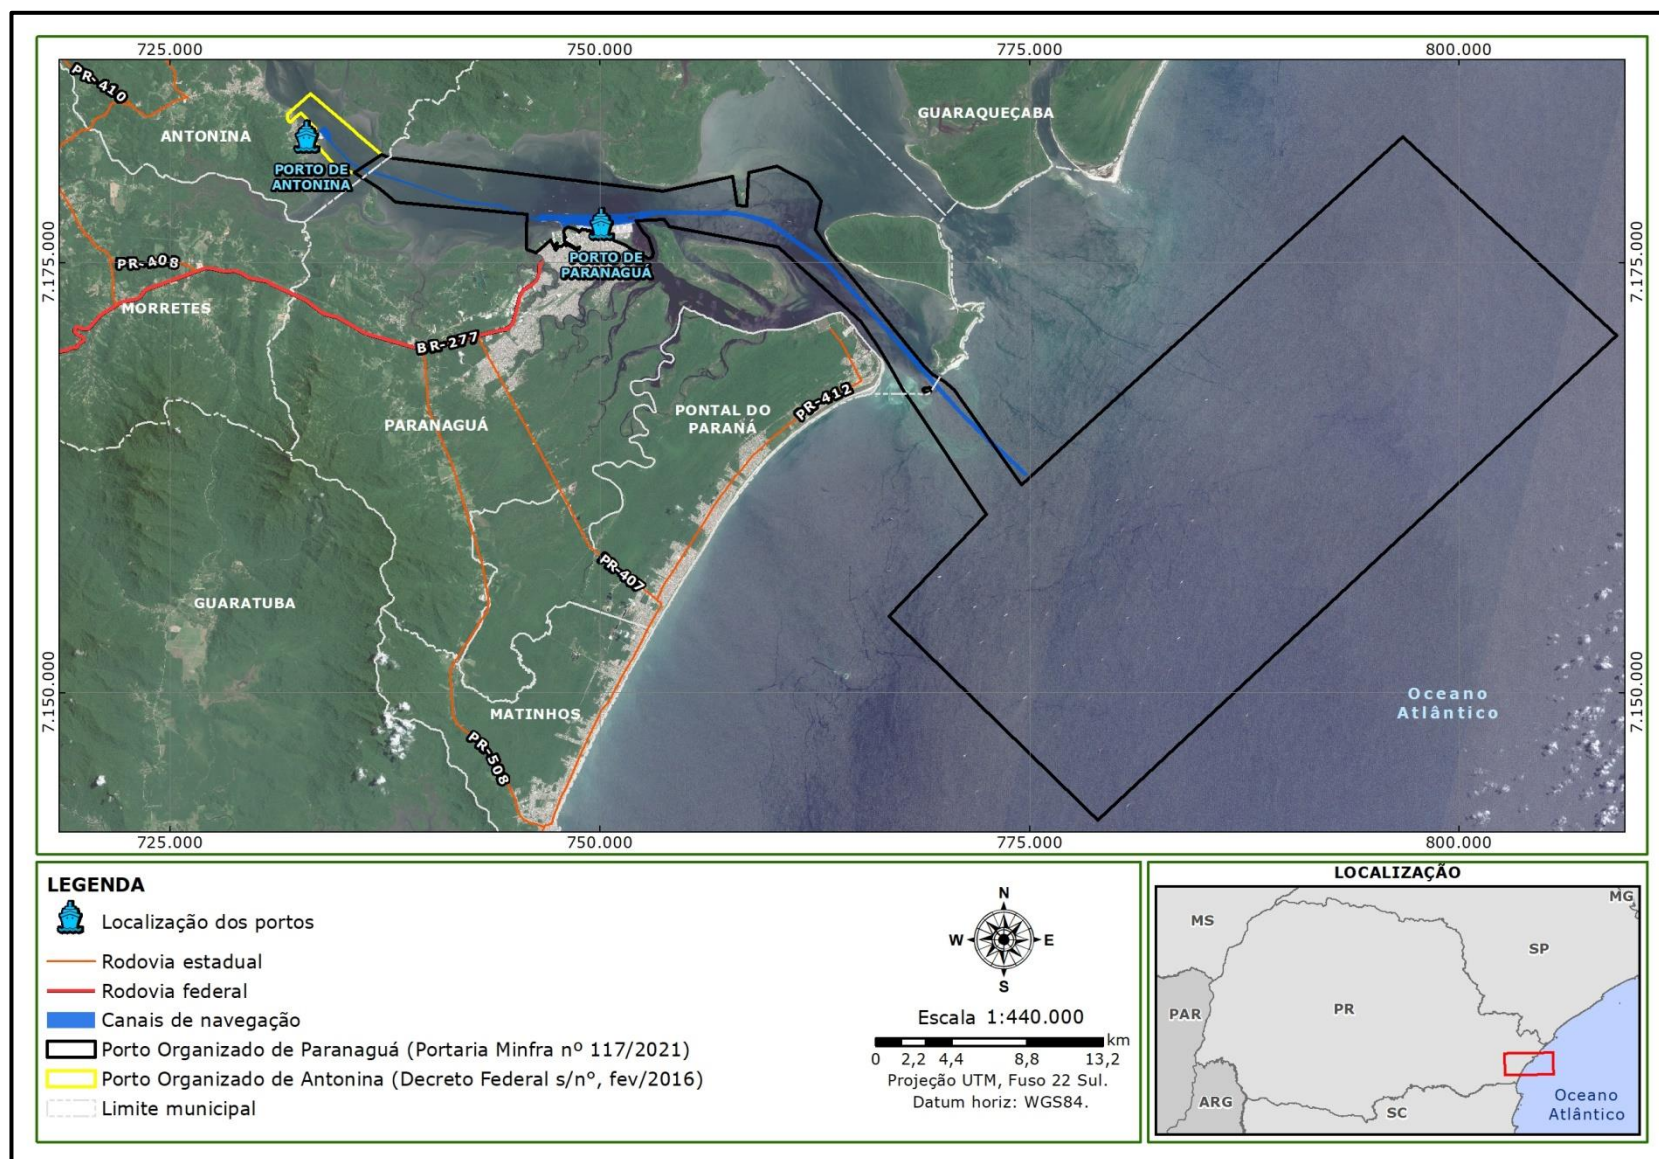 725.000
750.000
775.000
800.000
PR-410
GUARAQUEÇABA
ANTONINA
PORTO DE
ANTONINA
7.175.000
7.175.000
PORTO DE
PARANAGUÁ
PR-408
MORRETES
BR-277
PR-412
PONTAL DO
PARANÁ
PARANAGUÁ
PR-407
GUARATUBA
7.150.000
7.150.000
Oceano
Atlântico
MATINHOS
PR-508
725.000
750.000
775.000
800.000
LEGENDA
Localização dos portos
Rodovia estadual
Rodovia federal
Canais de navegação
Porto Organizado de Paranaguá (Portaria Minfra nº 117/2021)
Porto Organizado de Antonina (Decreto Federal s/n°, fev/2016)
Limite municipal
N
W
E
S
Escala 1:440.000
km
0 2,2 4,4 8,8 13,2
Projeção UTM, Fuso 22 Sul.
Datum horiz: WGS84.
LOCALIZAÇÃO
MG
MS
SP
PR
PAR
ARG
SC
Oceano
Atlântico